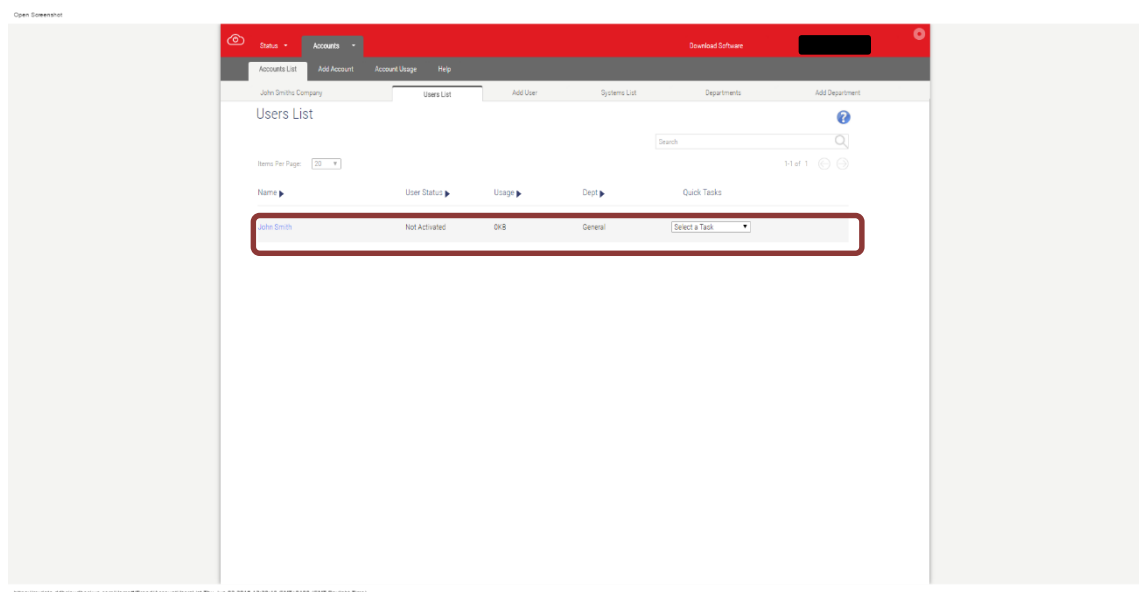 Open Screenshot
Status Accounts Download Software
Accounts List Add Account Account Usage Help
John Smiths Company Users List Add User Systems List Departments Add Department
Users List
Search
Items Per Page: 20 1-1 of 1
Name User Status Usage Dept Quick Tasks
John Smith Not Activated 0KB General Select a Task